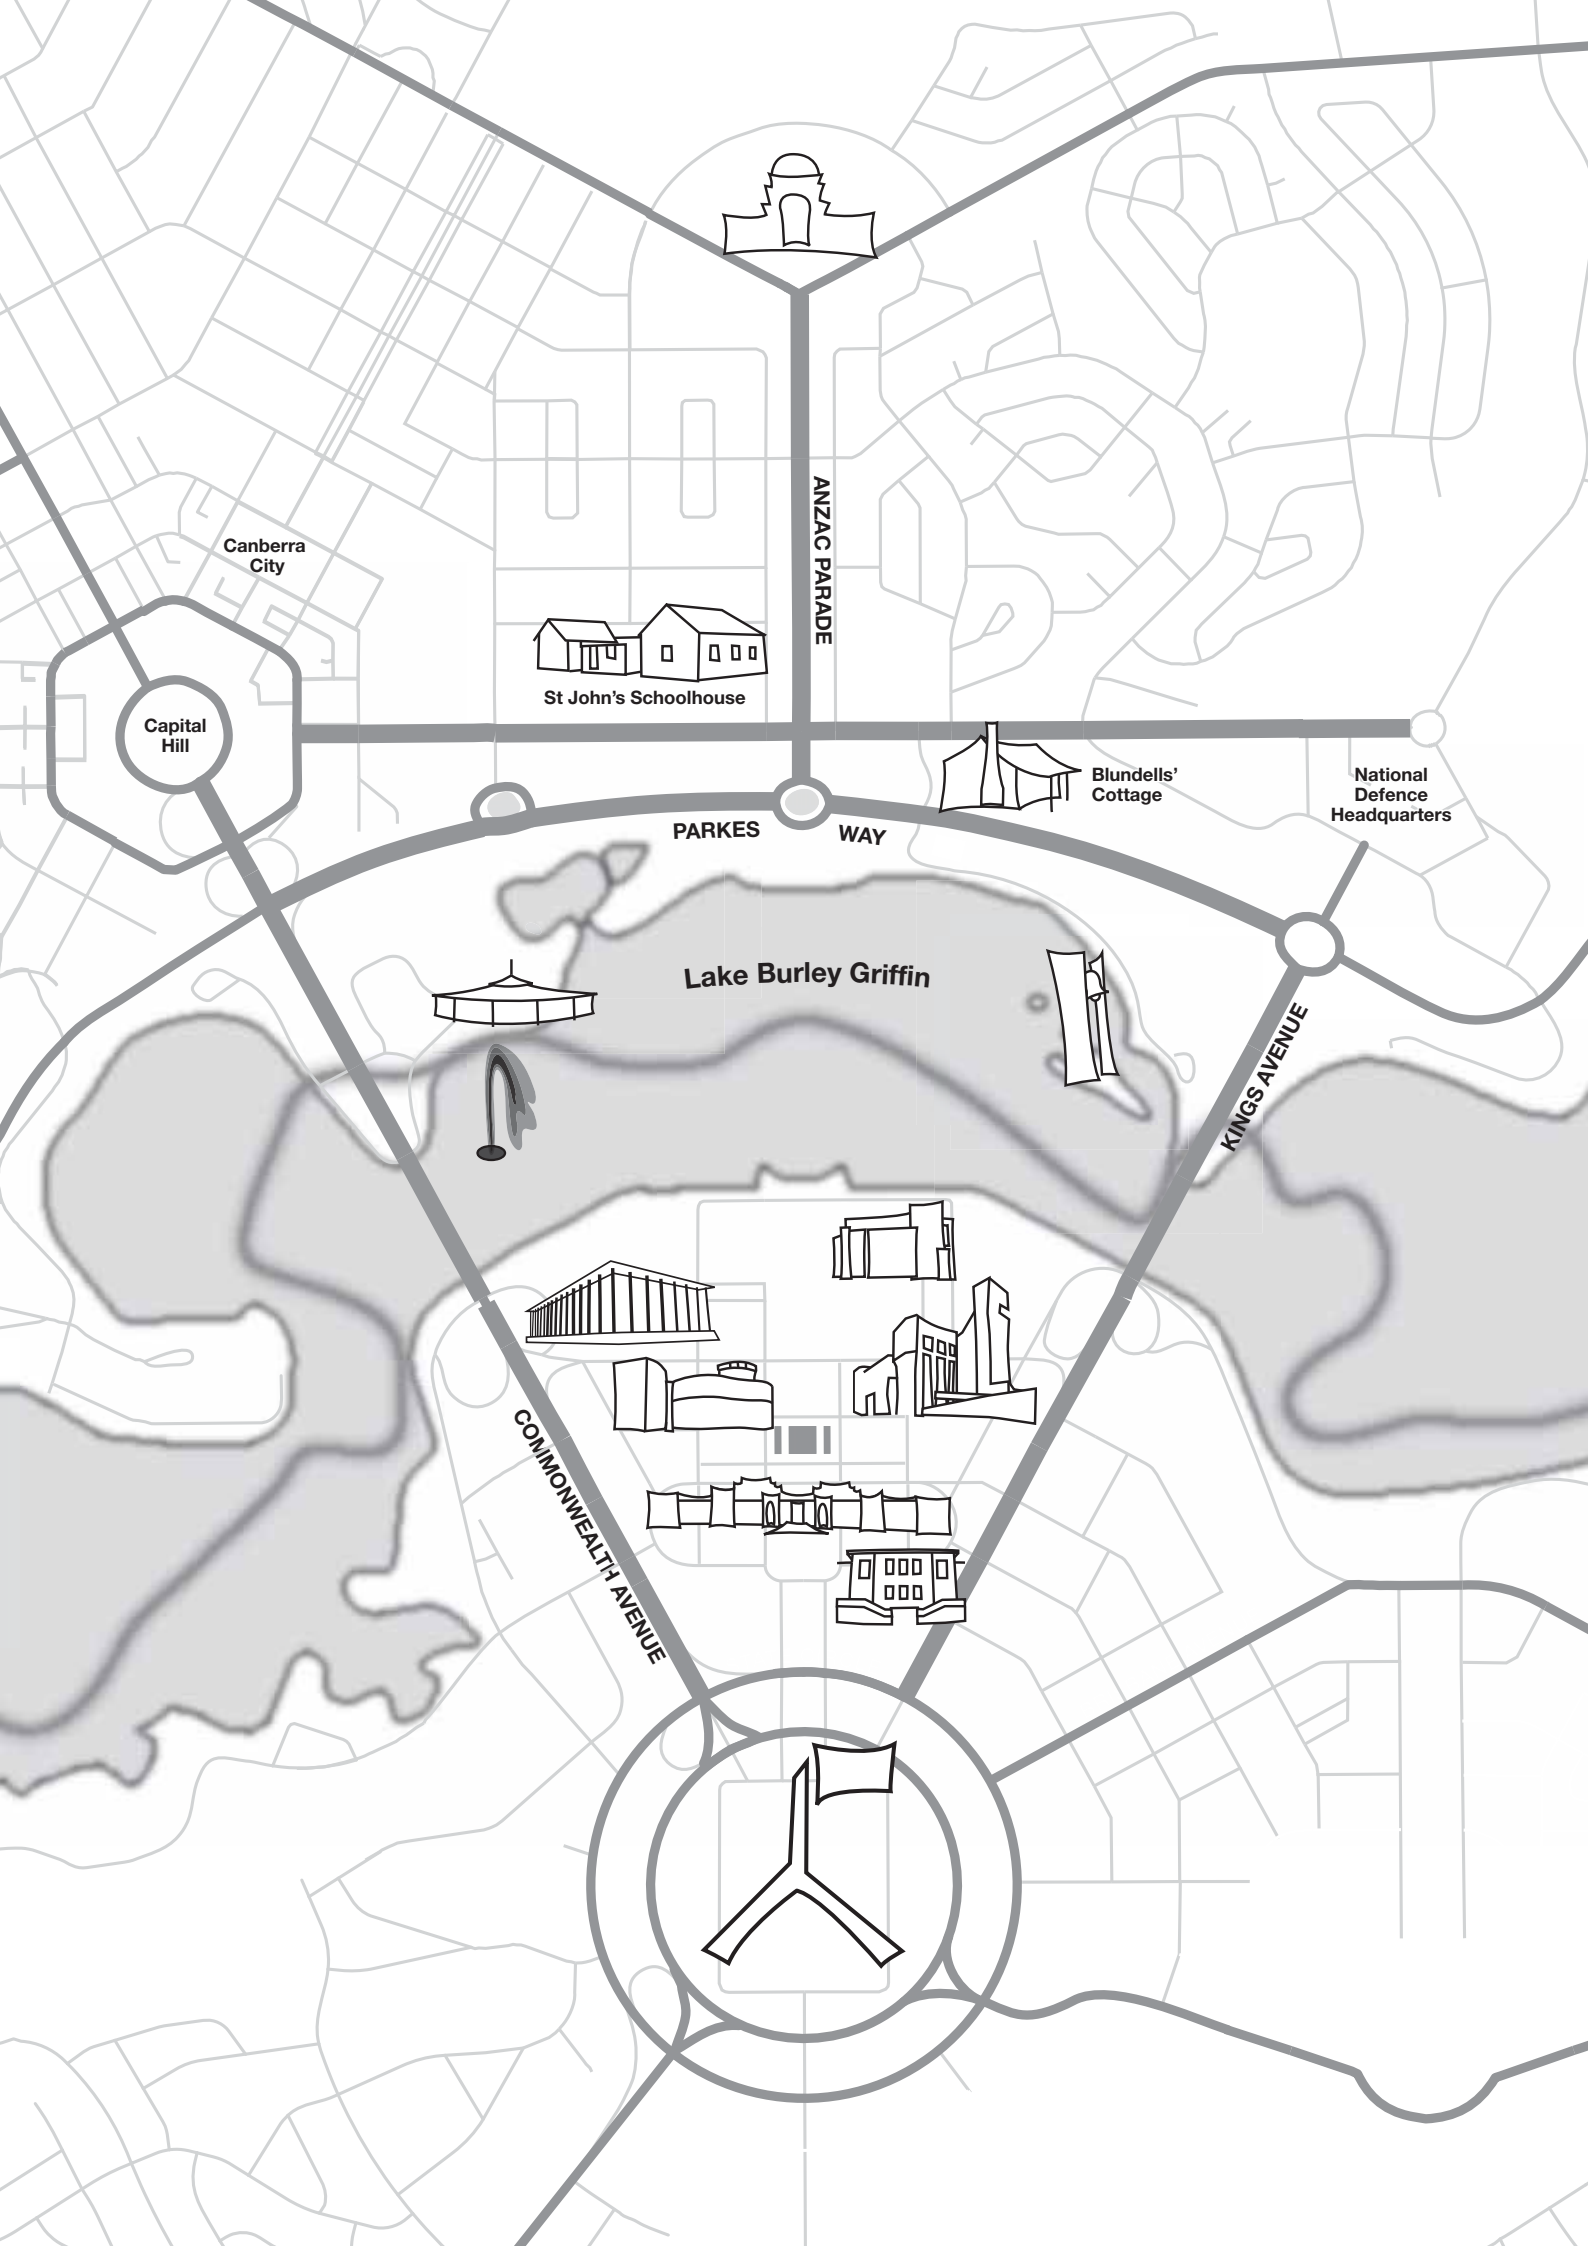 ANZAC PARADE
Canberra
City
St John’s Schoolhouse
Capital
Hill
Blundells’
Cottage
National
Defence
Headquarters
PARKES WAY
Lake Burley Griffin
KINGS AVENUE
COMMONWEALTH AVENUE